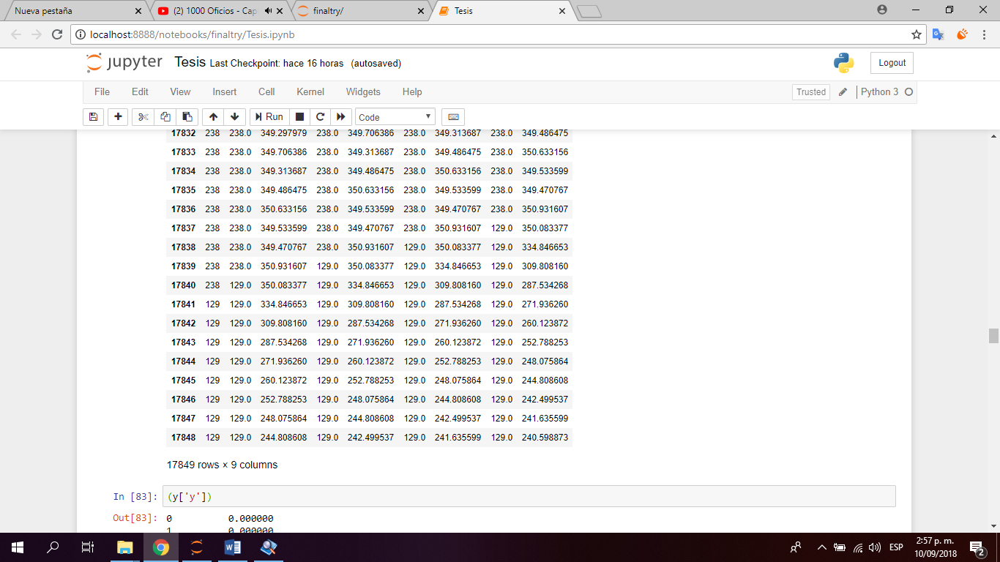 Nueva pestaña
(2) 1000 Oficios - Cap
finaltry/
Tesis
localhost:8888/notebooks/finaltry/Tesis.ipynb
jupyter Tesis Last Checkpoint: hace 16 horas (autosaved)
Logout
File Edit View Insert Cell Kernel Widgets Help
Trusted Python 3
Run Code
17832 238 238.0 349.297979 238.0 349.706386 238.0 349.313687 238.0 349.486475
17833 238 238.0 349.706386 238.0 349.313687 238.0 349.486475 238.0 350.633156
17834 238 238.0 349.313687 238.0 349.486475 238.0 350.633156 238.0 349.533599
17835 238 238.0 349.486475 238.0 350.633156 238.0 349.533599 238.0 349.470767
17836 238 238.0 350.633156 238.0 349.533599 238.0 349.470767 238.0 350.931607
17837 238 238.0 349.533599 238.0 349.470767 238.0 350.931607 129.0 350.083377
17838 238 238.0 349.470767 238.0 350.931607 129.0 350.083377 129.0 334.846653
17839 238 238.0 350.931607 129.0 350.083377 129.0 334.846653 129.0 309.808160
17840 238 129.0 350.083377 129.0 334.846653 129.0 309.808160 129.0 287.534268
17841 129 129.0 334.846653 129.0 309.808160 129.0 287.534268 129.0 271.936260
17842 129 129.0 309.808160 129.0 287.534268 129.0 271.936260 129.0 260.123872
17843 129 129.0 287.534268 129.0 271.936260 129.0 260.123872 129.0 252.788253
17844 129 129.0 271.936260 129.0 260.123872 129.0 252.788253 129.0 248.075864
17845 129 129.0 260.123872 129.0 252.788253 129.0 248.075864 129.0 244.808608
17846 129 129.0 252.788253 129.0 248.075864 129.0 244.808608 129.0 242.499537
17847 129 129.0 248.075864 129.0 244.808608 129.0 242.499537 129.0 241.635599
17848 129 129.0 244.808608 129.0 242.499537 129.0 241.635599 129.0 240.598873
17849 rows × 9 columns
In [83]: (y['y'])
Out[83]: 0 0.000000
1 0.000000
ESP
2:57 p. m.
10/09/2018
2